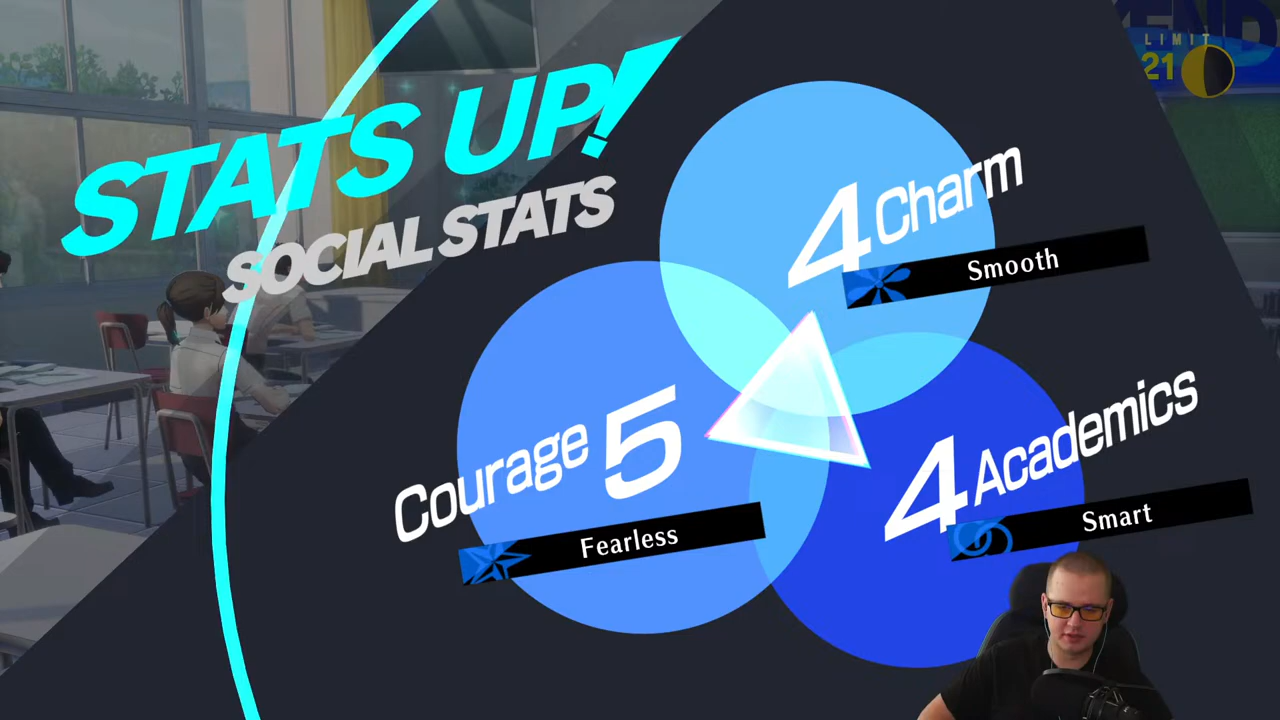 STATS UP!
SOCIAL STATS
LIMIT
21
4 Charm
Smooth
Courage 5
Fearless
4 Academics
Smart